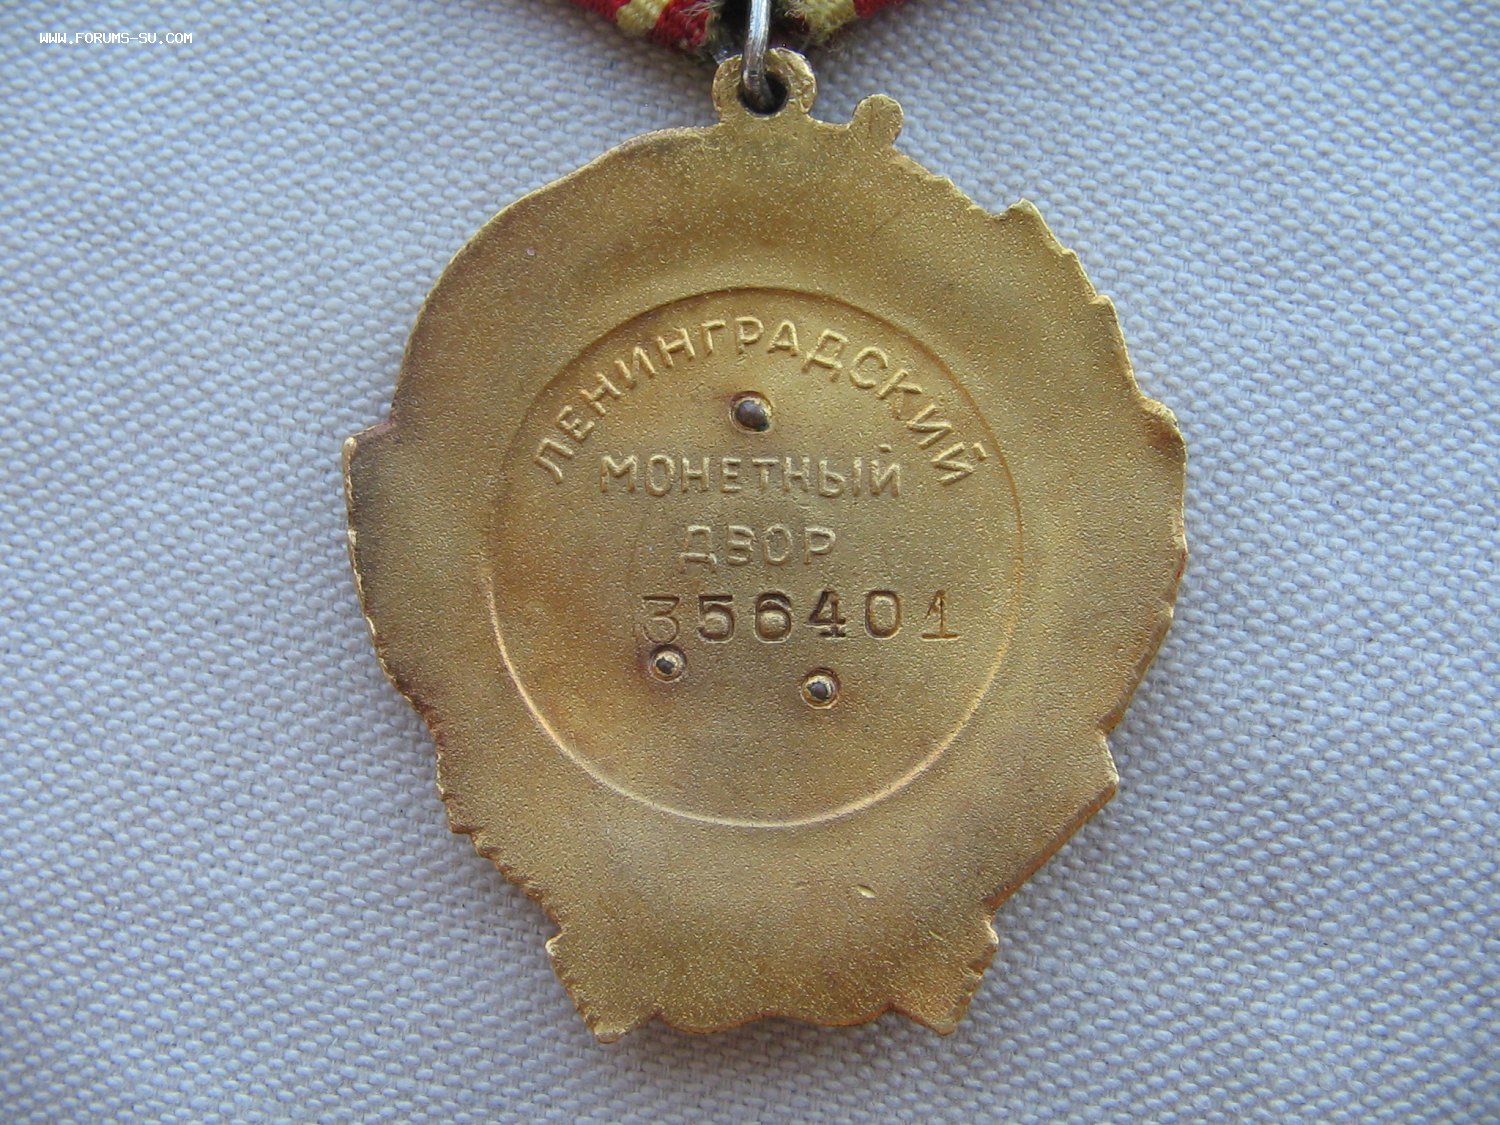 WWW.FORUMS-SU.COM
ЛЕНИНГРАДСКИЙ
МОНЕТНЫЙ
ДВОР
356401